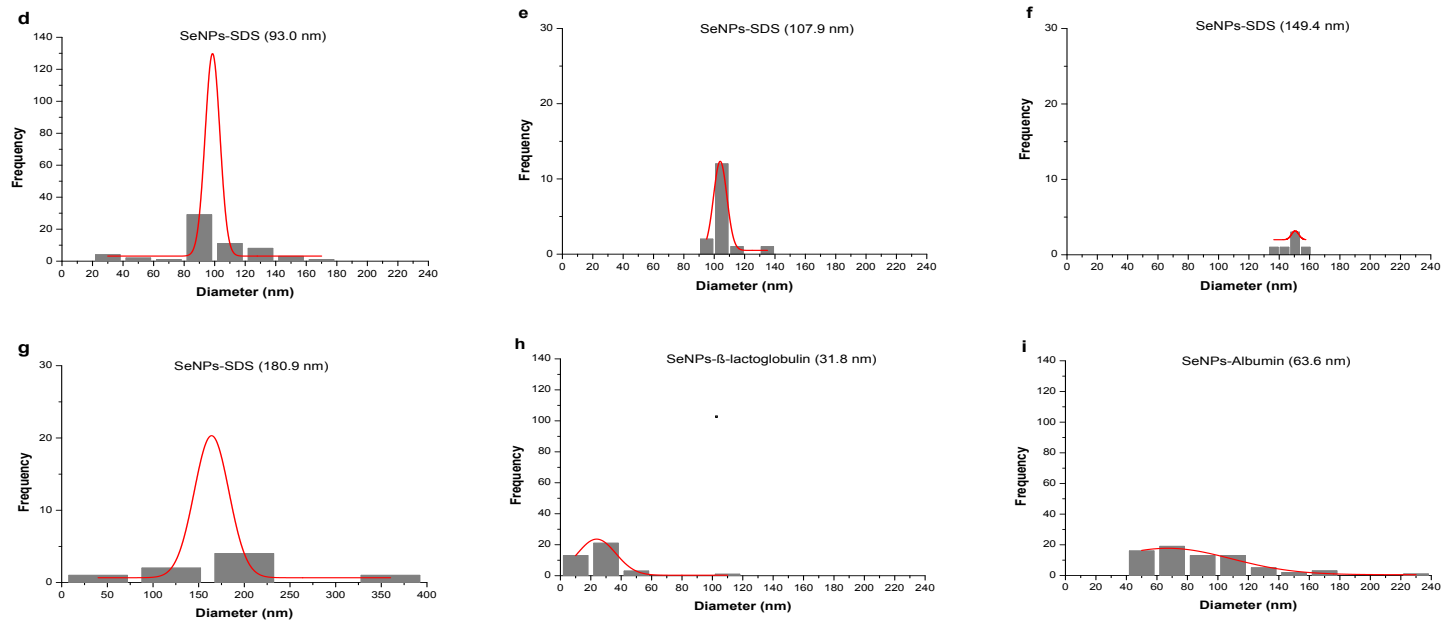 d
SeNPs-SDS (93.0 nm)
140
120
100
80
60
40
20
0
Frequency
0 20 40 60 80 100 120 140 160 180 200 220 240
Diameter (nm)
e
SeNPs-SDS (107.9 nm)
30
20
10
0
Frequency
0 20 40 60 80 100 120 140 160 180 200 220 240
Diameter (nm)
f
SeNPs-SDS (149.4 nm)
30
20
10
0
Frequency
0 20 40 60 80 100 120 140 160 180 200 220 240
Diameter (nm)
g
SeNPs-SDS (180.9 nm)
30
20
10
0
Frequency
0 50 100 150 200 250 300 350 400
Diameter (nm)
h
SeNPs-ß-lactoglobulin (31.8 nm)
140
120
100
80
60
40
20
0
Frequency
0 20 40 60 80 100 120 140 160 180 200 220 240
Diameter (nm)
i
SeNPs-Albumin (63.6 nm)
140
120
100
80
60
40
20
0
Frequency
0 20 40 60 80 100 120 140 160 180 200 220 240
Diameter (nm)